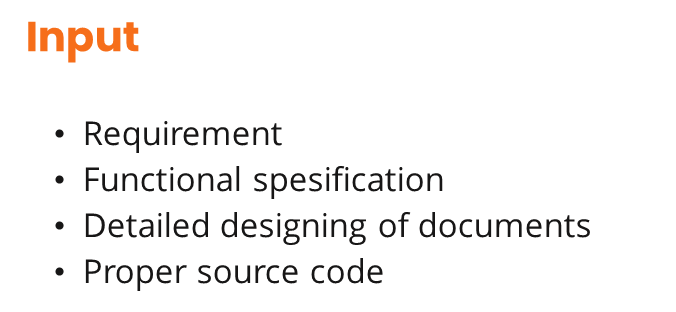 Input
• Requirement
• Functional spesification
• Detailed designing of documents
• Proper source code